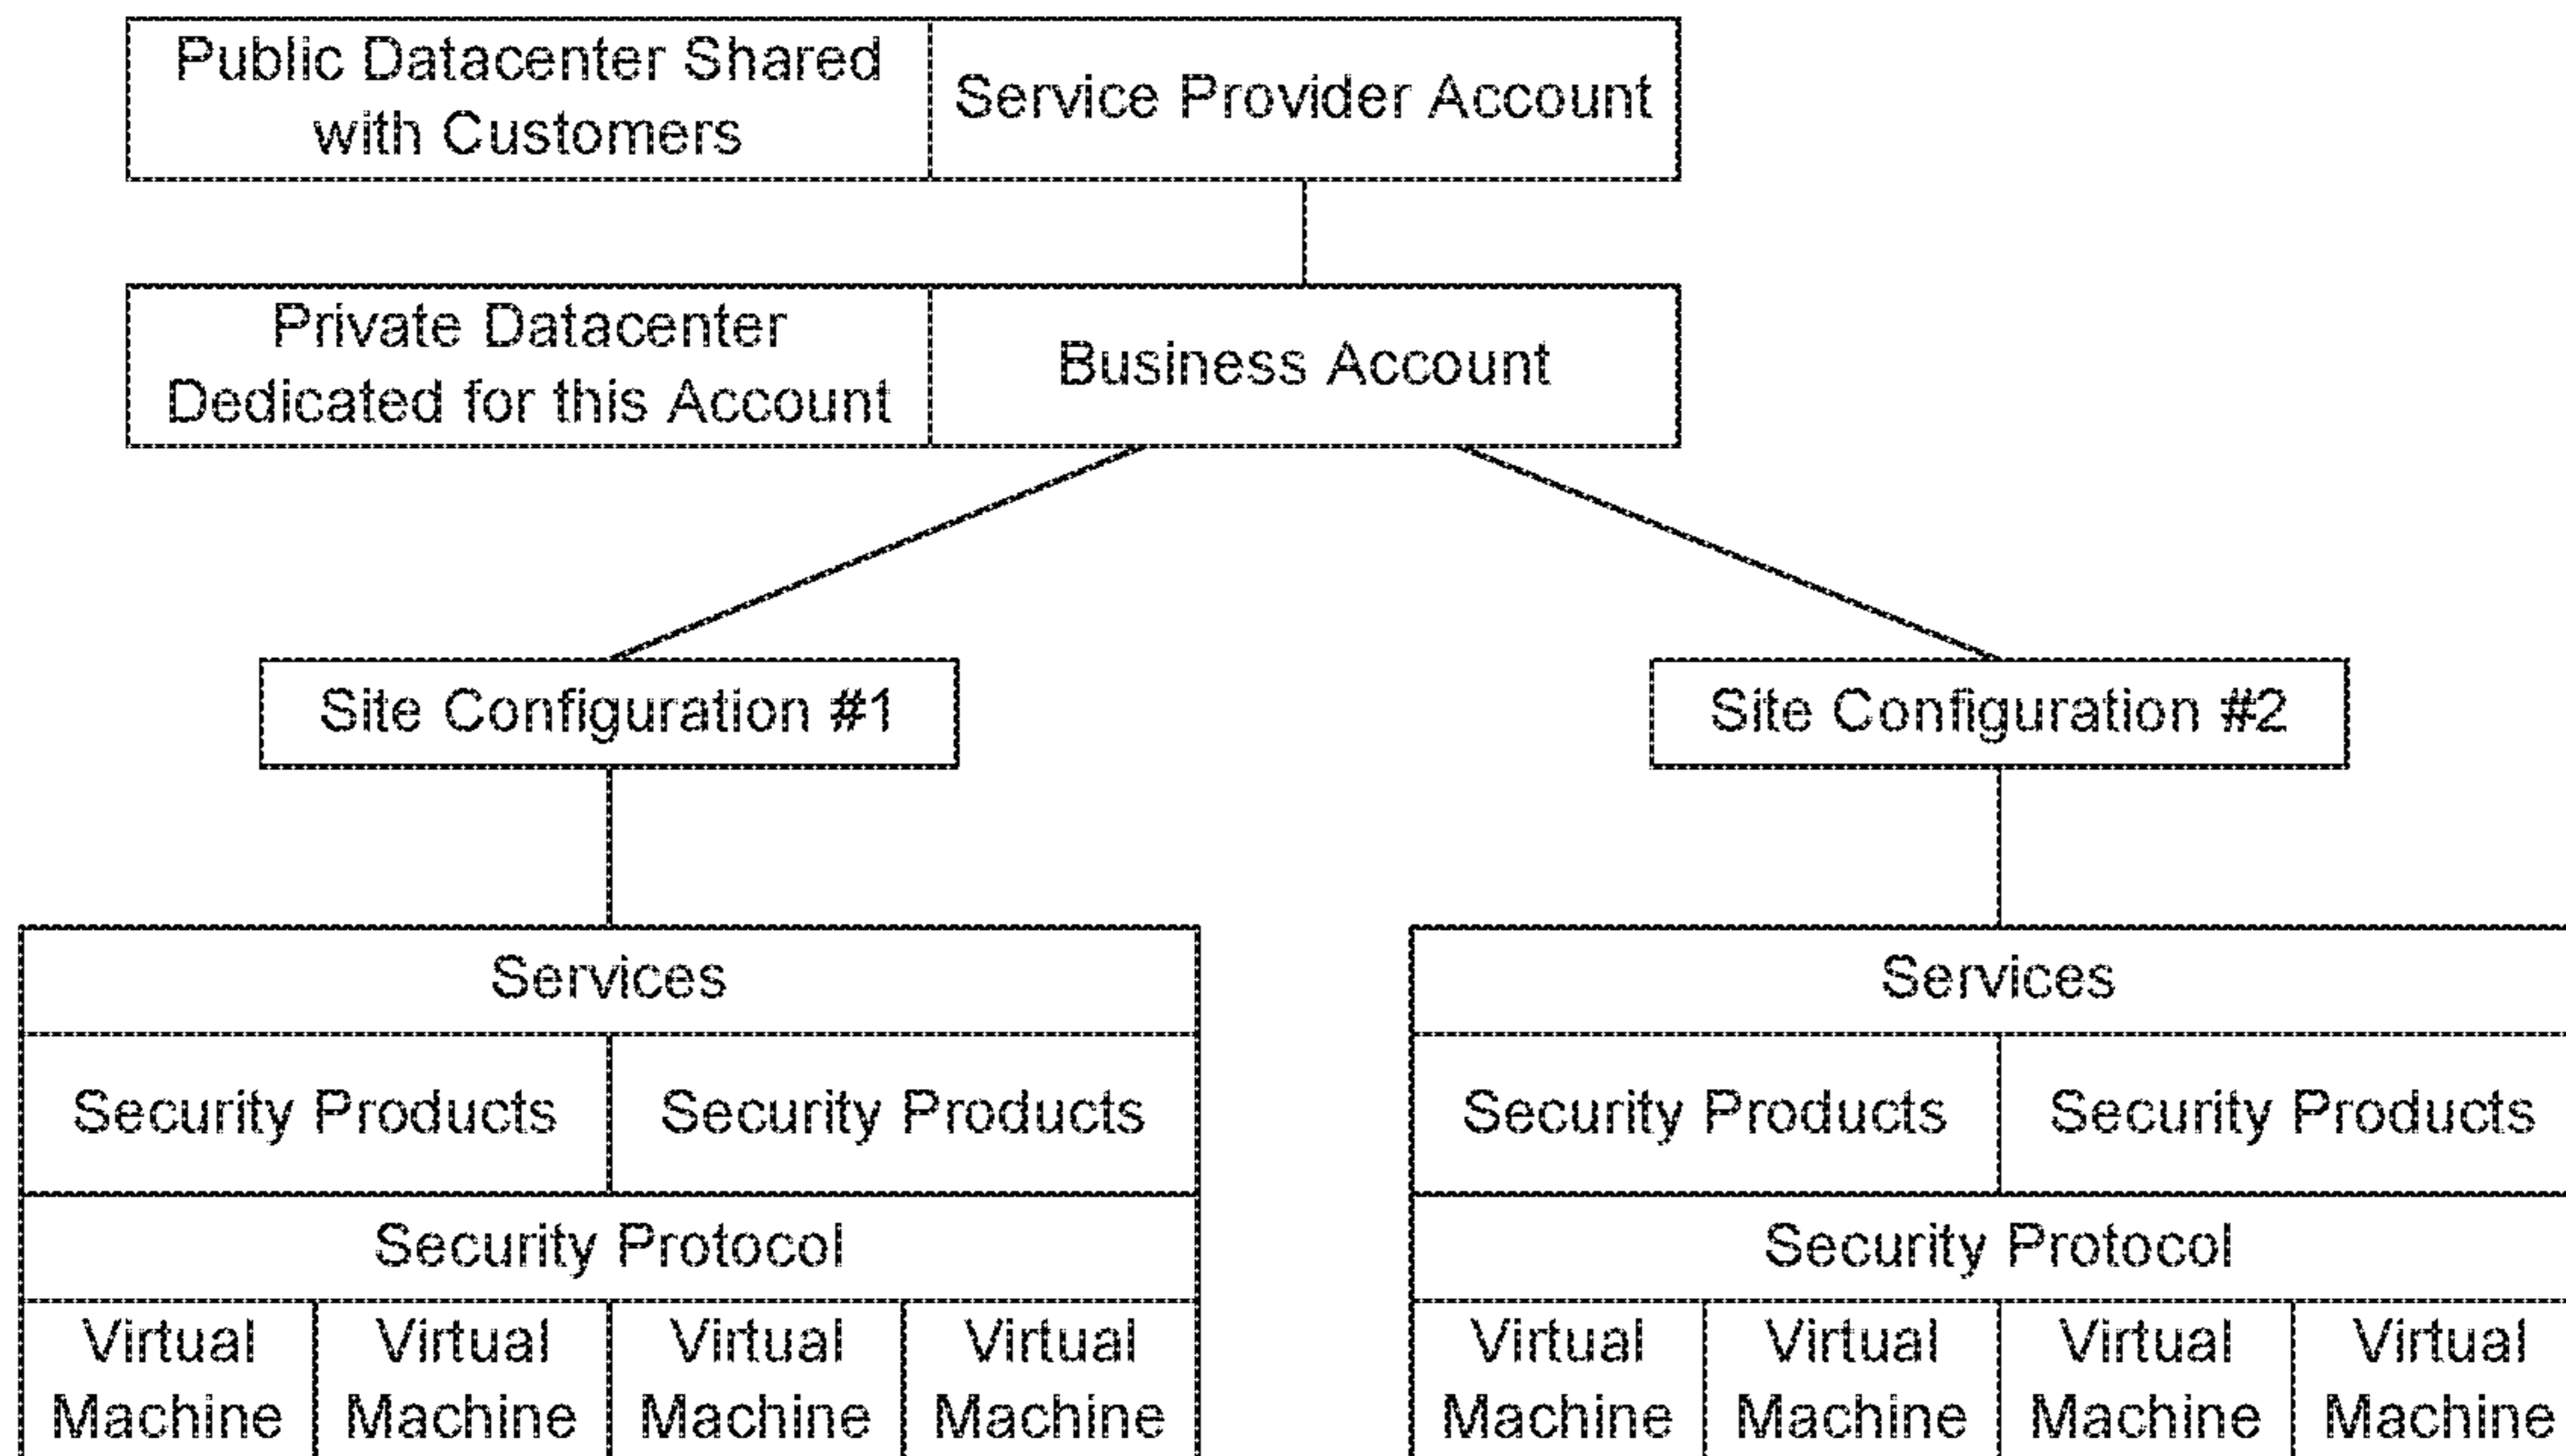 Public Datacenter Shared
with Customers
Service Provider Account
Private Datacenter
Dedicated for this Account
Business Account
Site Configuration #1
Site Configuration #2
Services
Services
Security Products
Security Products
Security Products
Security Products
Security Protocol
Security Protocol
Virtual
Machine
Virtual
Machine
Virtual
Machine
Virtual
Machine
Virtual
Machine
Virtual
Machine
Virtual
Machine
Virtual
Machine